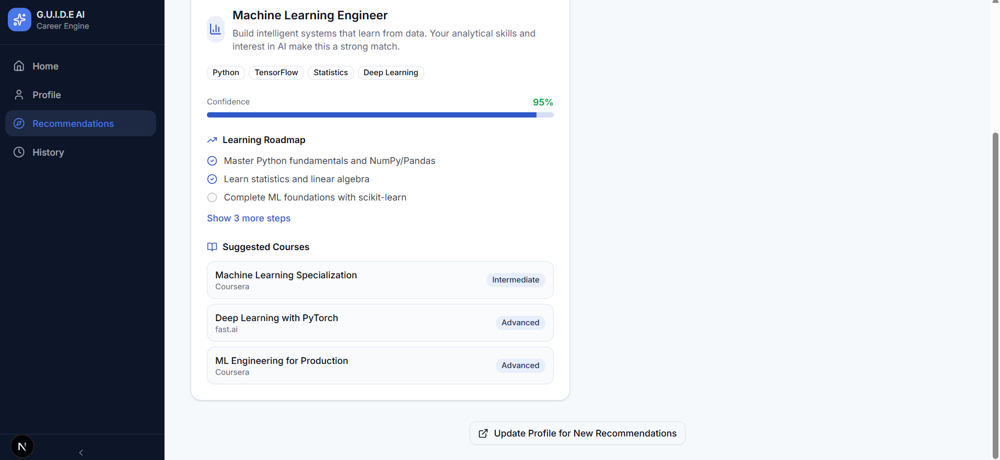 G.U.I.D.E AI
Career Engine
Home
Profile
Recommendations
History
N
Machine Learning Engineer
Build intelligent systems that learn from data. Your analytical skills and
interest in AI make this a strong match.
Python
TensorFlow
Statistics
Deep Learning
Confidence
95%
Learning Roadmap
Master Python fundamentals and NumPy/Pandas
Learn statistics and linear algebra
Complete ML foundations with scikit-learn
Show 3 more steps
Suggested Courses
Machine Learning Specialization
Coursera
Intermediate
Deep Learning with PyTorch
fast.ai
Advanced
ML Engineering for Production
Coursera
Advanced
Update Profile for New Recommendations